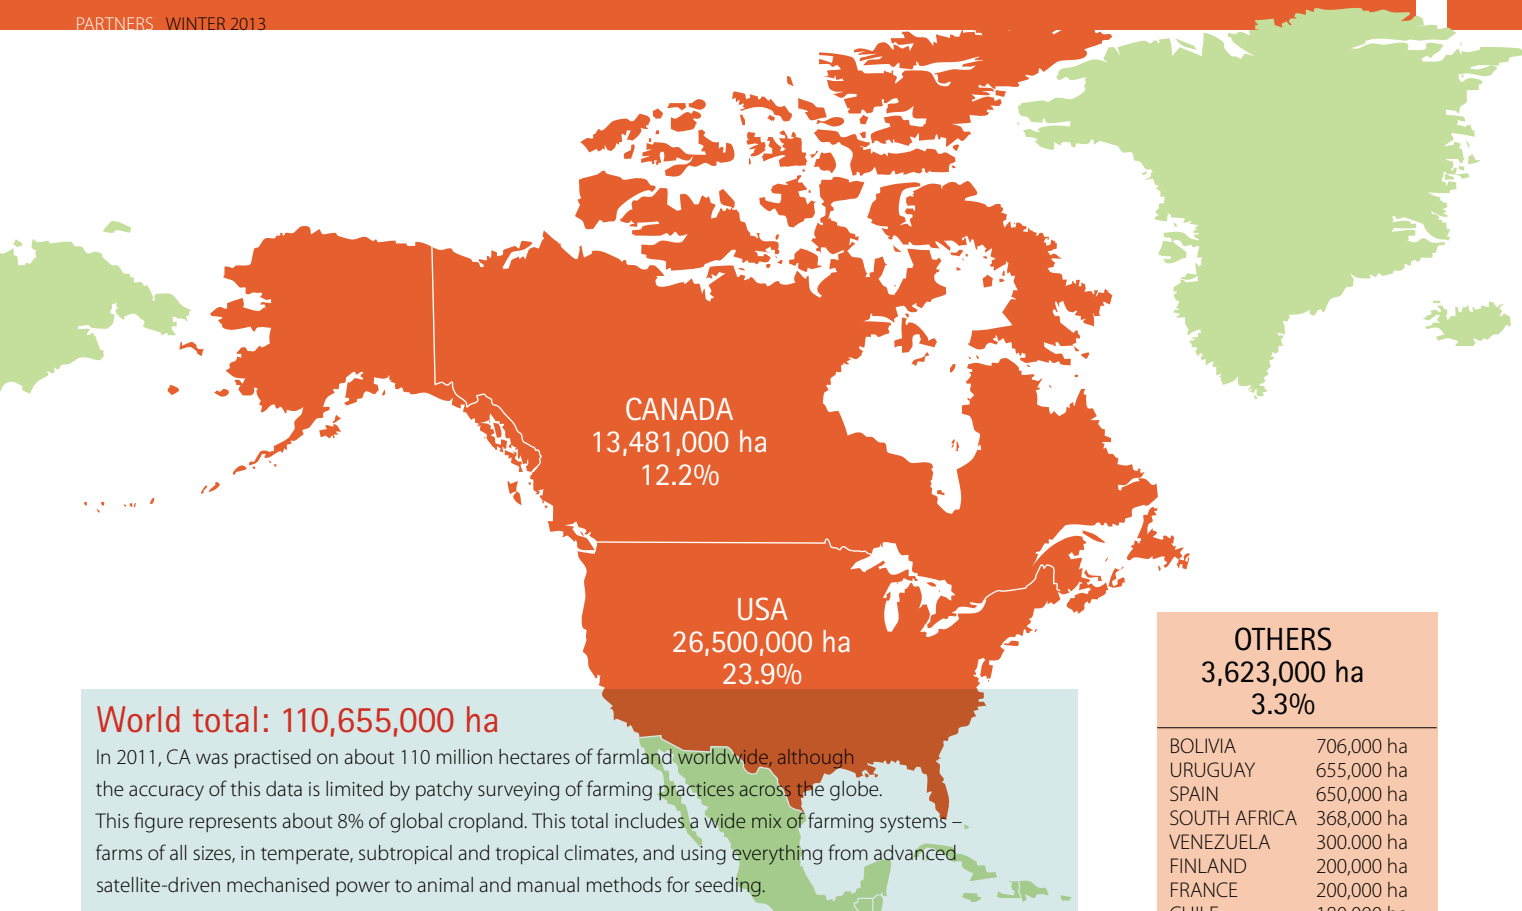 PARTNERS WINTER 2013
CANADA
13,481,000 ha
12.2%
USA
26,500,000 ha
23.9%
World total: 110,655,000 ha
In 2011, CA was practised on about 110 million hectares of farmland worldwide, although
the accuracy of this data is limited by patchy surveying of farming practices across the globe.
This figure represents about 8% of global cropland. This total includes a wide mix of farming systems –
farms of all sizes, in temperate, subtropical and tropical climates, and using everything from advanced
satellite-driven mechanised power to animal and manual methods for seeding.
OTHERS
3,623,000 ha
3.3%
BOLIVIA 706,000 ha
URUGUAY 655,000 ha
SPAIN 650,000 ha
SOUTH AFRICA 368,000 ha
VENEZUELA 300.000 ha
FINLAND 200,000 ha
FRANCE 200,000 ha